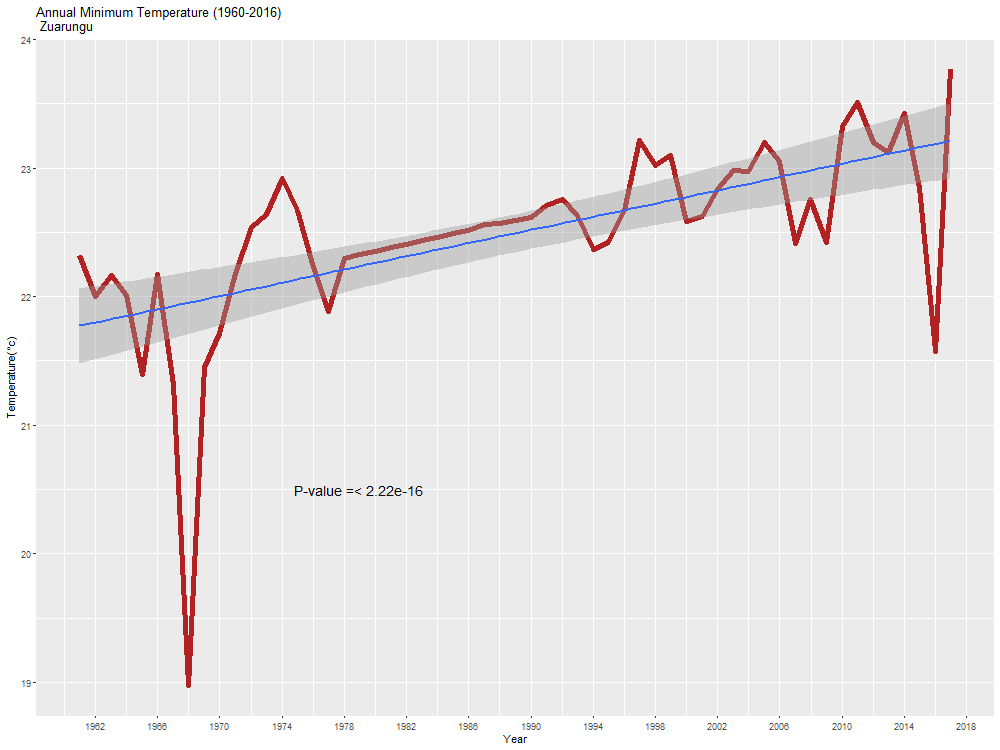 Annual Minimum Temperature (1960-2016)
Zuarungu
24
23
22
21
20
19
Temperature(°c)
P-value =< 2.22e-16
1962 1966 1970 1974 1978 1982 1986 1990 1994 1998 2002 2006 2010 2014 2018
Year